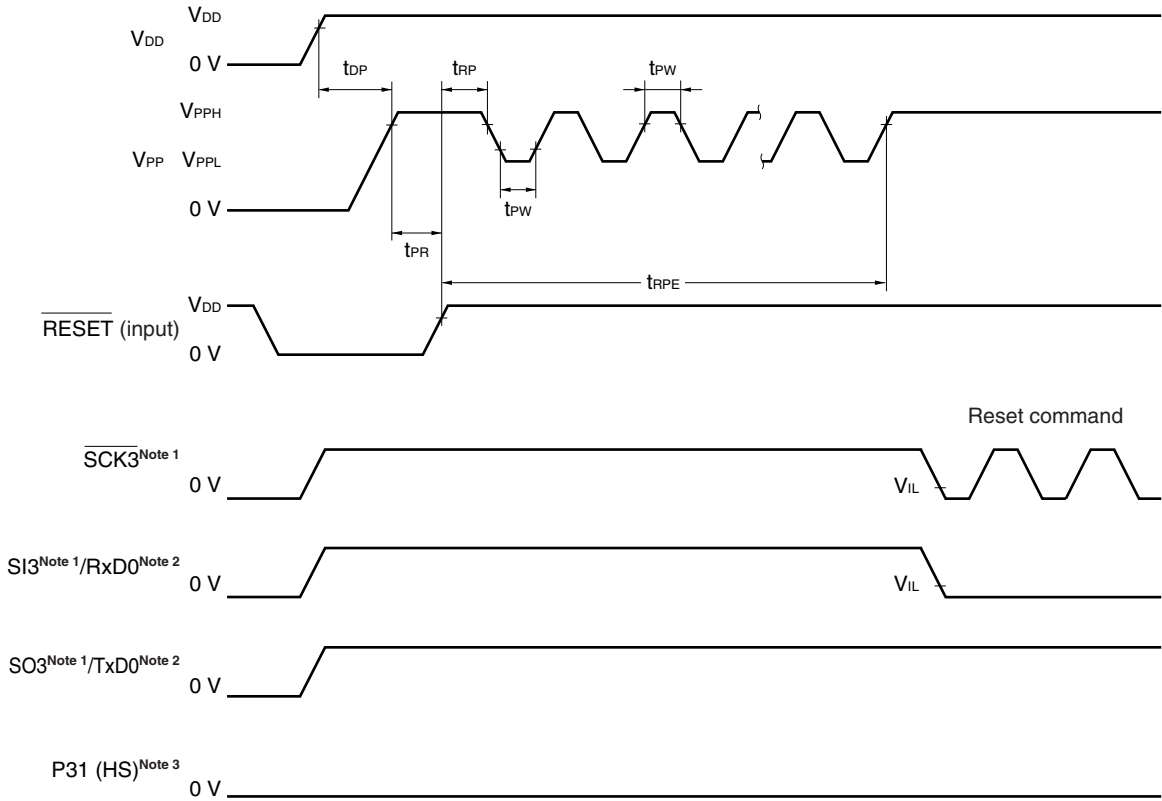 VDD
VDD
0 V
tDP
tRP
tPW
VPPH
VPP VPPL
tPW
0 V
tPR
tRPE
VDD
RESET (input)
0 V
Reset command
SCK3Note 1
0 V
VIL
SI3Note 1/RxD0Note 2
0 V
VIL
SO3Note 1/TxD0Note 2
0 V
P31 (HS)Note 3
0 V